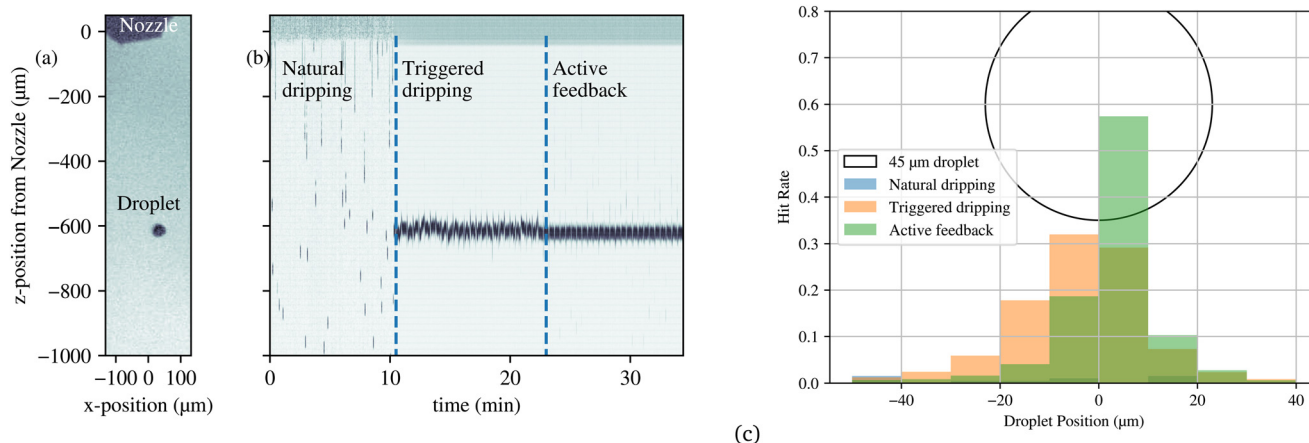 (a)
Nozzle
Droplet
0
−200
−400
−600
−800
−1000
z-position from Nozzle (μm)
−100 0 100
x-position (μm)
(b)
Natural dripping
Triggered dripping
Active feedback
0 10 20 30
time (min)
0.8
0.7
0.6
0.5
0.4
0.3
0.2
0.1
0.0
Hit Rate
45 μm droplet
Natural dripping
Triggered dripping
Active feedback
−40 −20 0 20 40
Droplet Position (μm)
(c)